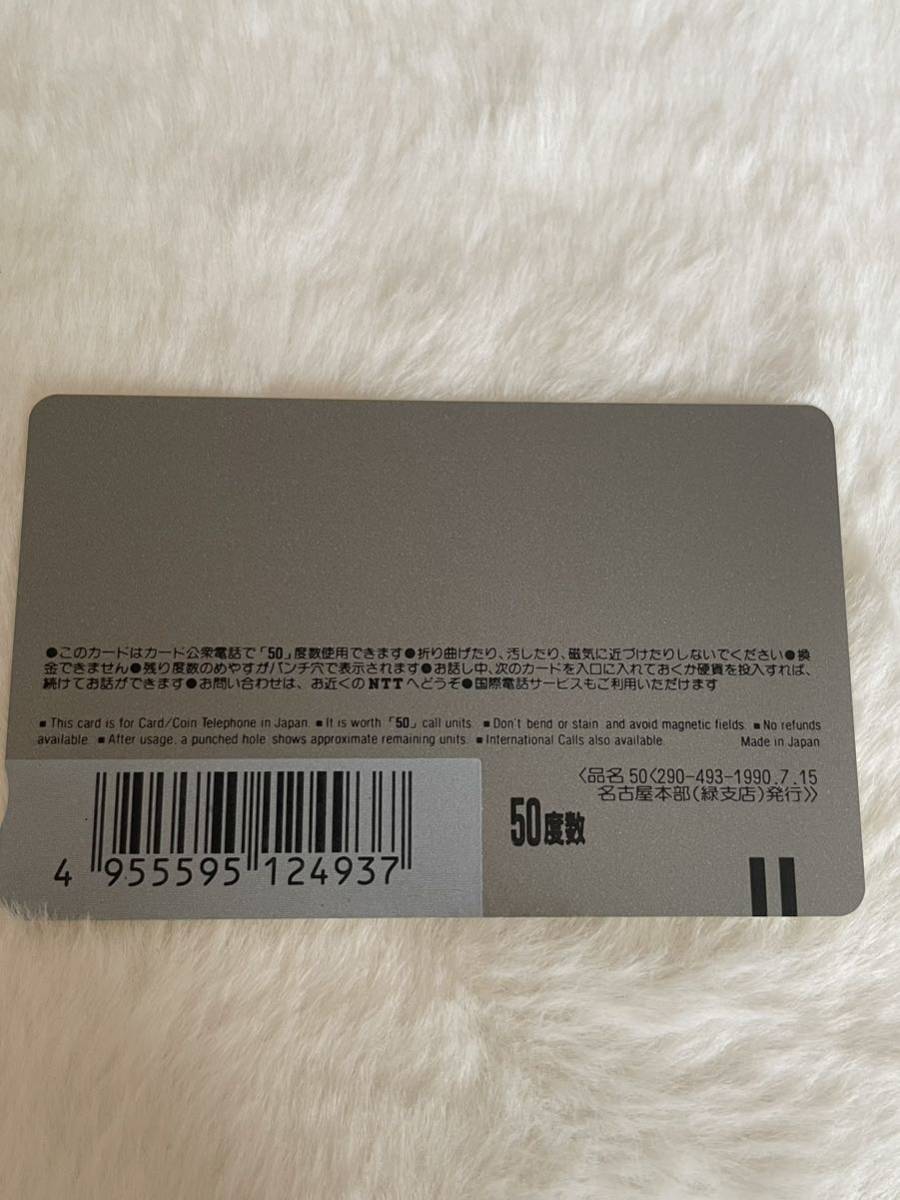 ●このカードはカード公衆電話で「50」度数使用できます●折り曲げたり、汚したり、磁気に近づけたりしないでください●換
金できません●残り度数のめやすがパンチ穴で表示されます●お話し中、次のカードを入口に入れておくか硬貨を投入すれば、
続けてお話ができます●お問い合わせは、お近くのNTTへどうぞ●国際電話サービスもご利用いただけます
■ This card is for Card/Coin Telephone in Japan. ■ It is worth 「50」 call units. ■ Don't bend or stain and avoid magnetic fields. ■ No refunds
available. ■ After usage, a punched hole shows approximate remaining units. ■ International Calls also available. Made in Japan
〈品名 50〈290-493-1990.7.15
名古屋本部(緑支店)発行〉〉
50度数
4 955595 124937